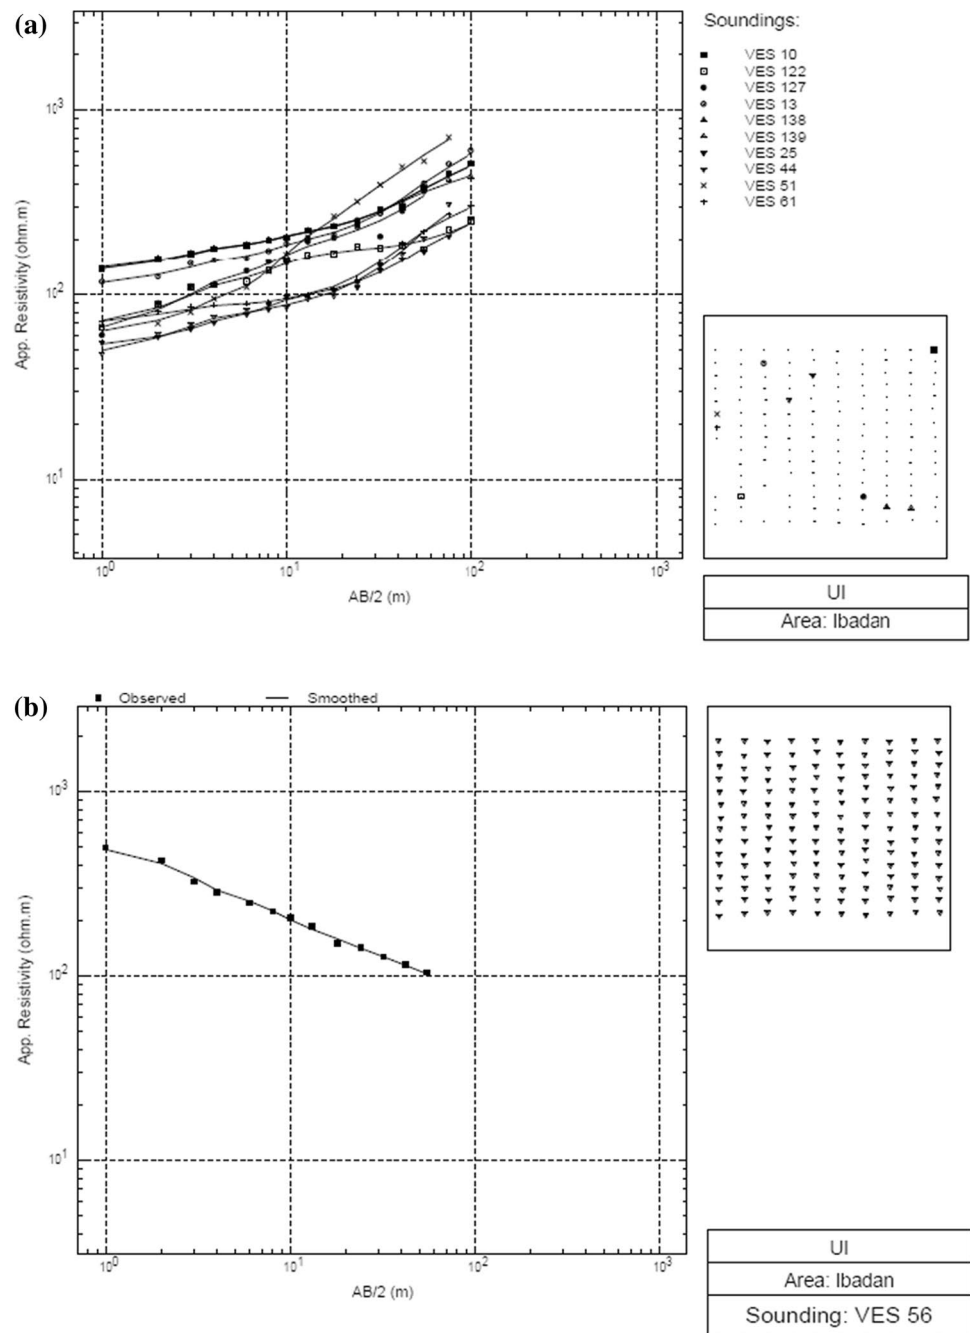 (a)
Soundings:
VES 10
VES 122
VES 127
VES 13
VES 138
VES 139
VES 25
VES 44
VES 51
VES 61
App. Resistivity (ohm.m)
10³
10²
10¹
10⁰
10¹
10²
10³
AB/2 (m)
UI
Area: Ibadan
(b)
Observed
Smoothed
App. Resistivity (ohm.m)
10³
10²
10¹
10⁰
10¹
10²
10³
AB/2 (m)
UI
Area: Ibadan
Sounding: VES 56